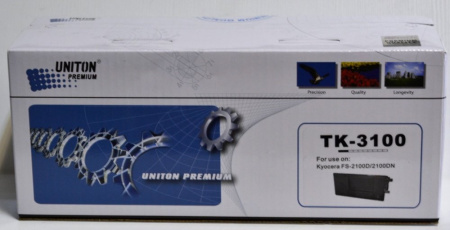 UNITON
PREMIUM
Precision Quality Longevity
TK-3100
For use on:
Kyocera FS-2100D/2100DN
UNITON PREMIUM